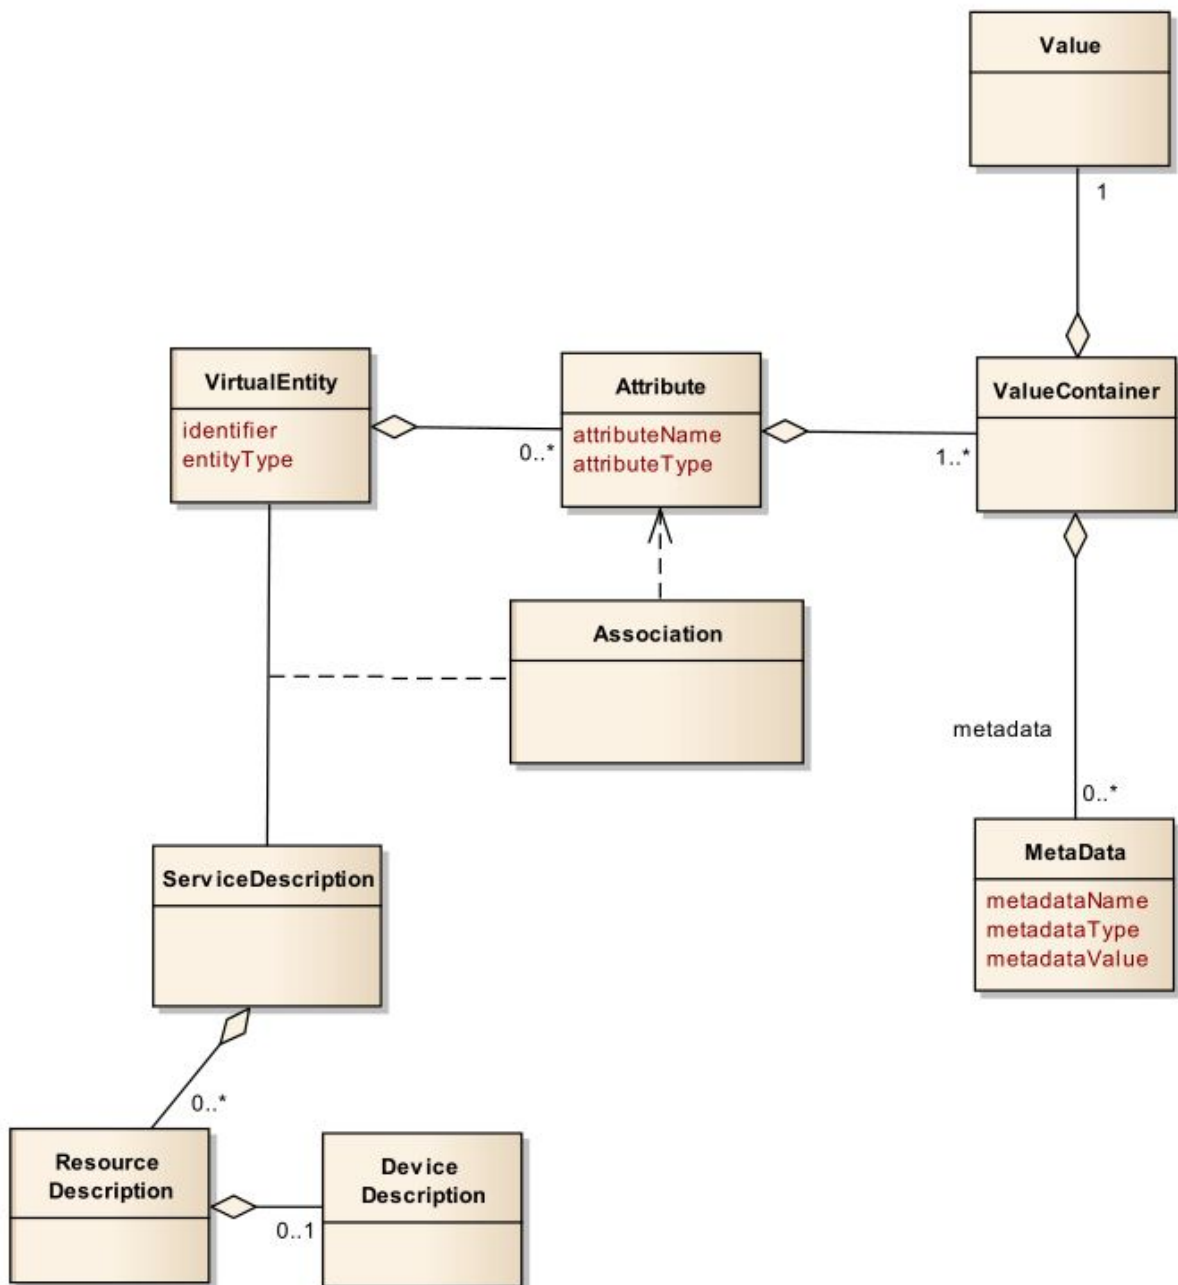 Value
1
VirtualEntity
identifier
entityType
0..*
Attribute
attributeName
attributeType
1..*
ValueContainer
Association
metadata
0..*
MetaData
metadataName
metadataType
metadataValue
ServiceDescription
0..*
Resource
Description
0..1
Device
Description